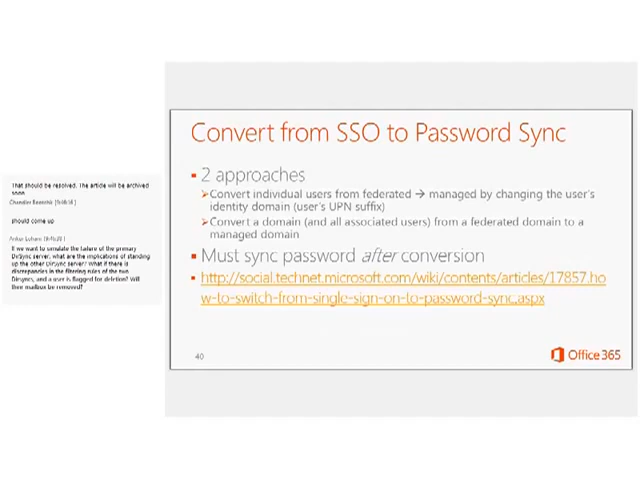 That should be resolved. The article will be archived
soon
should come up
If we want to simulate the failure of the primary
DirSync server, what are the implications of standing
up the other DirSync server? What if there is
discrepancies in the filtering rules of the two
Dirsyncs, and a user is flagged for deletion? Will
their mailbox be removed?
Convert from SSO to Password Sync
2 approaches
Convert individual users from federated → managed by changing the user's
identity domain (user's UPN suffix)
Convert a domain (and all associated users) from a federated domain to a
managed domain
Must sync password after conversion
http://social.technet.microsoft.com/wiki/contents/articles/17857.ho
w-to-switch-from-single-sign-on-to-password-sync.aspx
40
Office 365